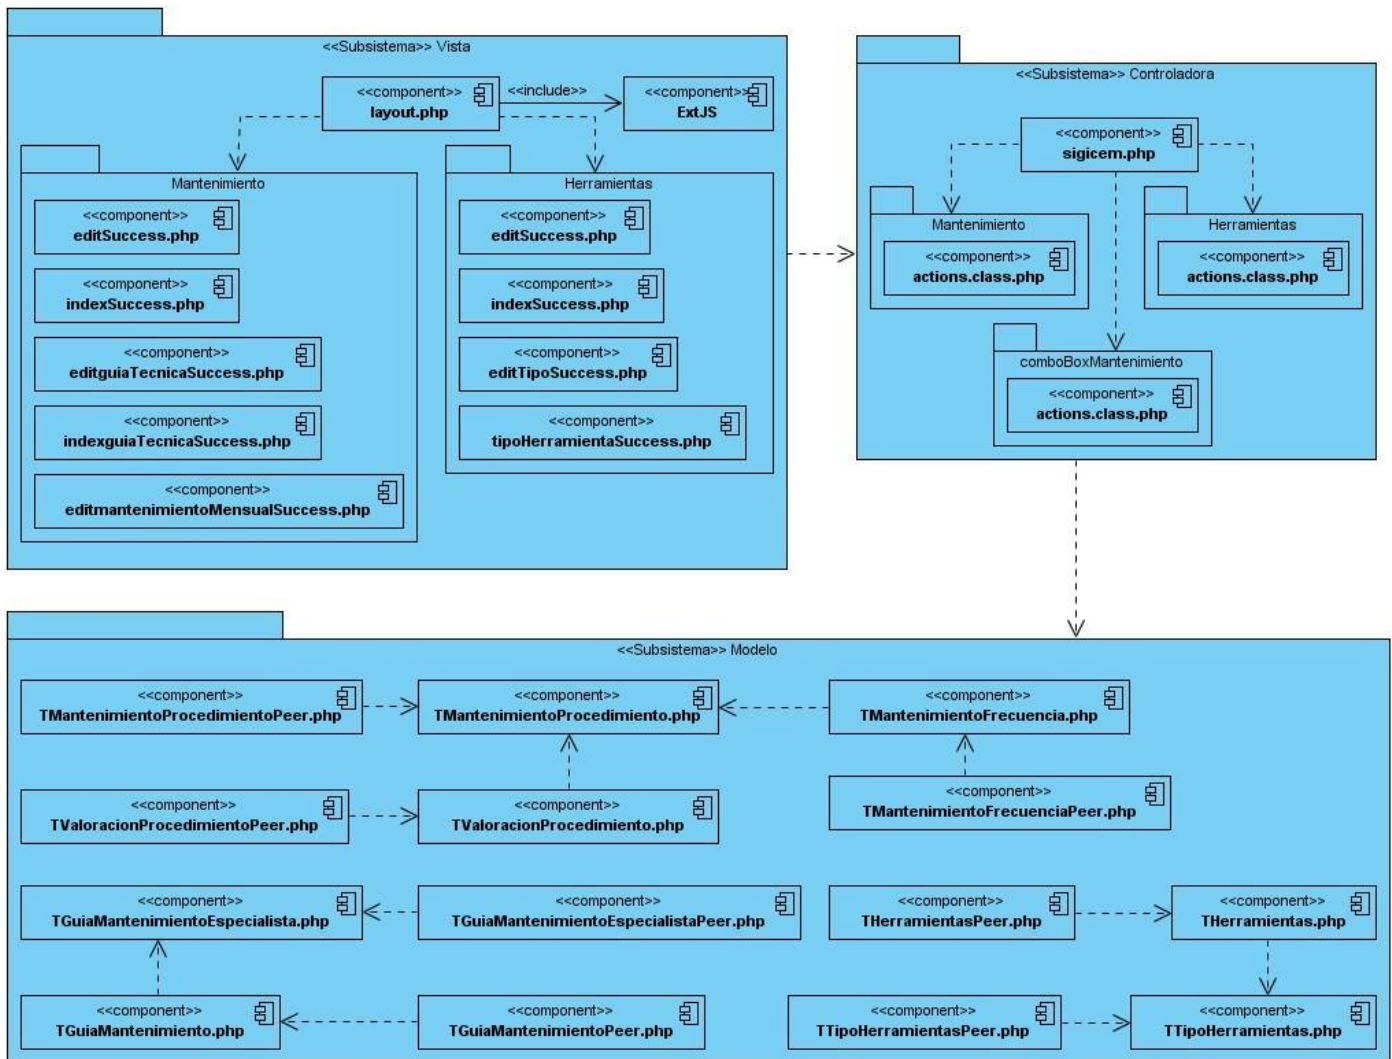 <<Subsistema>> Vista
<<component>>
layout.php
<<include>>
<<component>>
ExtJS
Mantenimiento
<<component>>
editSuccess.php
<<component>>
indexSuccess.php
<<component>>
editguiaTecnicaSuccess.php
<<component>>
indexguiaTecnicaSuccess.php
<<component>>
editmantenimientoMensualSuccess.php
Herramientas
<<component>>
editSuccess.php
<<component>>
indexSuccess.php
<<component>>
editTipoSuccess.php
<<component>>
tipoHerramientaSuccess.php
<<Subsistema>> Controladora
<<component>>
sigicem.php
Mantenimiento
<<component>>
actions.class.php
Herramientas
<<component>>
actions.class.php
comboBoxMantenimiento
<<component>>
actions.class.php
<<Subsistema>> Modelo
<<component>>
TMantenimientoProcedimientoPeer.php
<<component>>
TMantenimientoProcedimiento.php
<<component>>
TMantenimientoFrecuencia.php
<<component>>
TValoracionProcedimientoPeer.php
<<component>>
TValoracionProcedimiento.php
<<component>>
TMantenimientoFrecuenciaPeer.php
<<component>>
TGuiaMantenimientoEspecialista.php
<<component>>
TGuiaMantenimientoEspecialistaPeer.php
<<component>>
THerramientasPeer.php
<<component>>
THerramientas.php
<<component>>
TGuiaMantenimiento.php
<<component>>
TGuiaMantenimientoPeer.php
<<component>>
TTipoHerramientasPeer.php
<<component>>
TTipoHerramientas.php